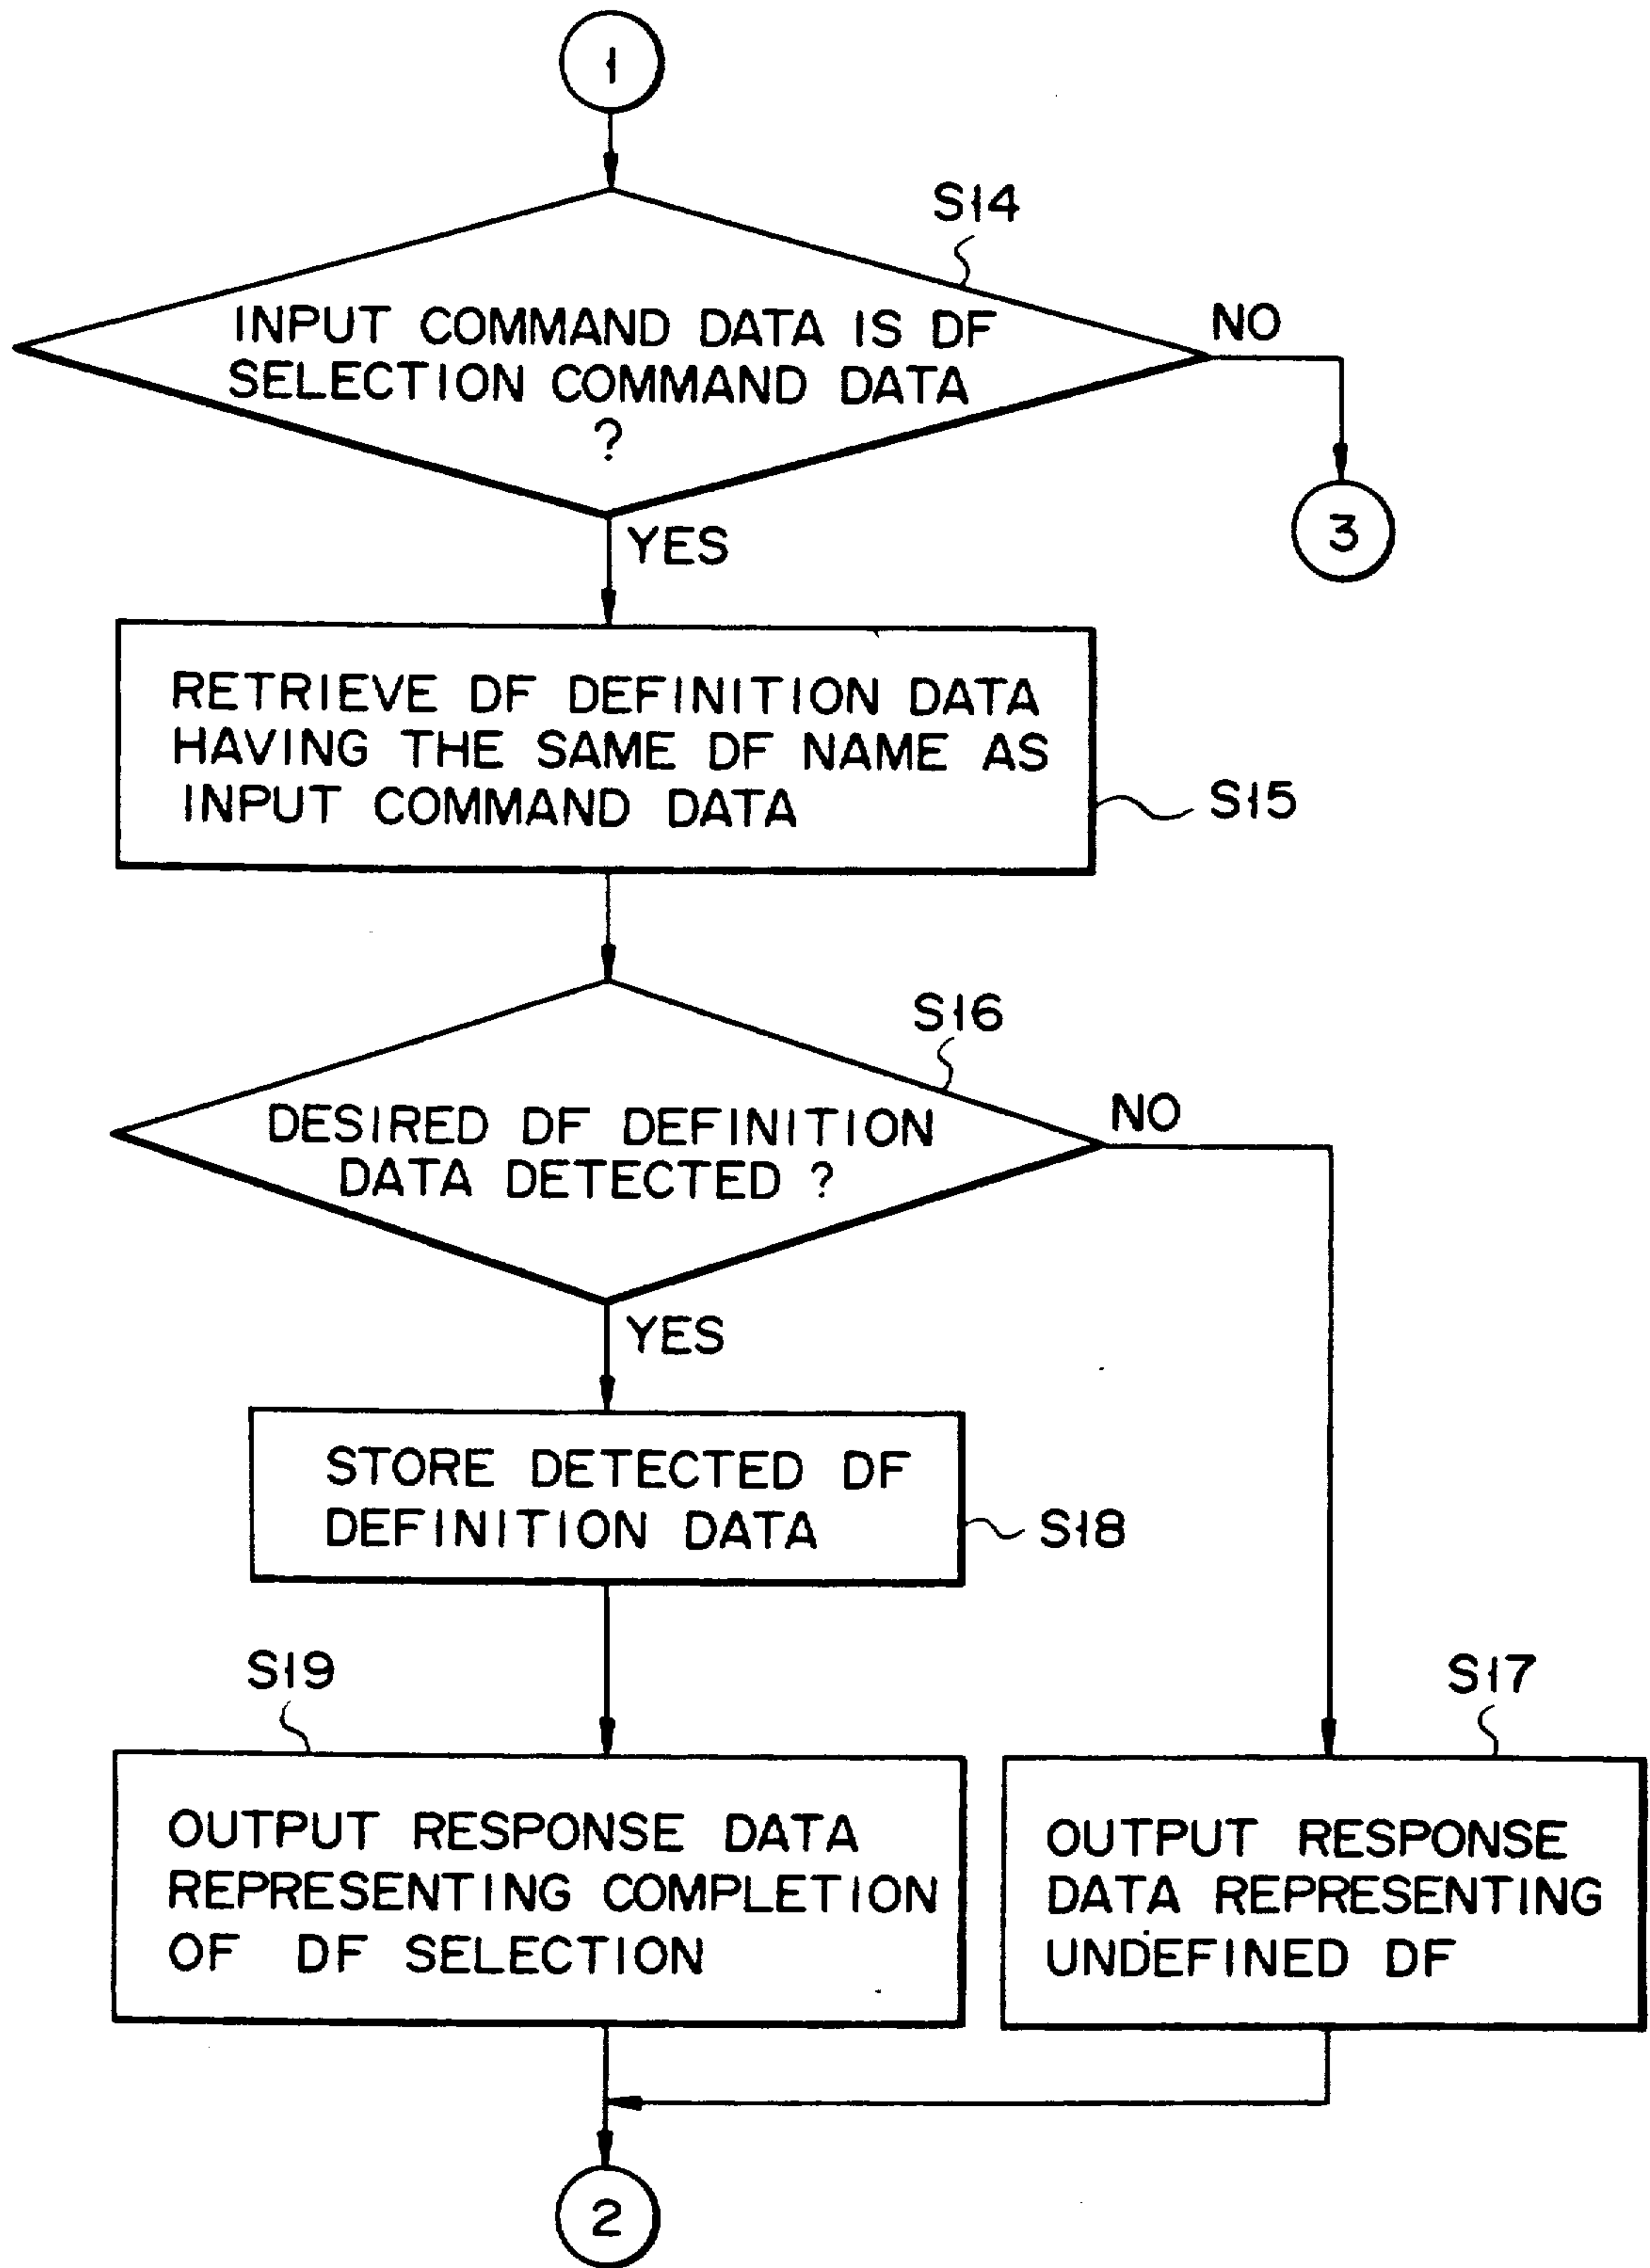 1
S14
INPUT COMMAND DATA IS DF
SELECTION COMMAND DATA
?
NO
3
YES
RETRIEVE DF DEFINITION DATA
HAVING THE SAME DF NAME AS
INPUT COMMAND DATA
S15
S16
DESIRED DF DEFINITION
DATA DETECTED ?
NO
YES
STORE DETECTED DF
DEFINITION DATA
S18
S19
OUTPUT RESPONSE DATA
REPRESENTING COMPLETION
OF DF SELECTION
S17
OUTPUT RESPONSE
DATA REPRESENTING
UNDEFINED DF
2